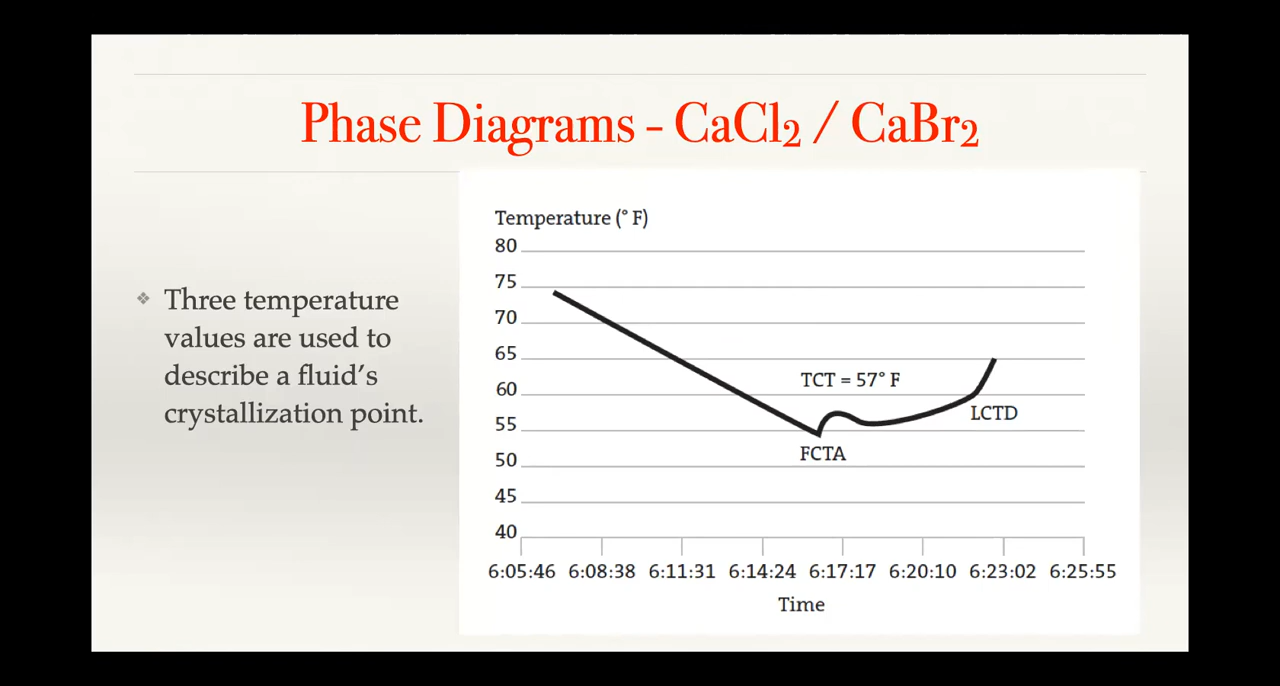 Phase Diagrams - CaCl₂ / CaBr₂
❖ Three temperature
values are used to
describe a fluid’s
crystallization point.
Temperature (° F)
80
75
70
65
60
55
50
45
40
TCT = 57° F
LCTD
FCTA
6:05:46 6:08:38 6:11:31 6:14:24 6:17:17 6:20:10 6:23:02 6:25:55
Time